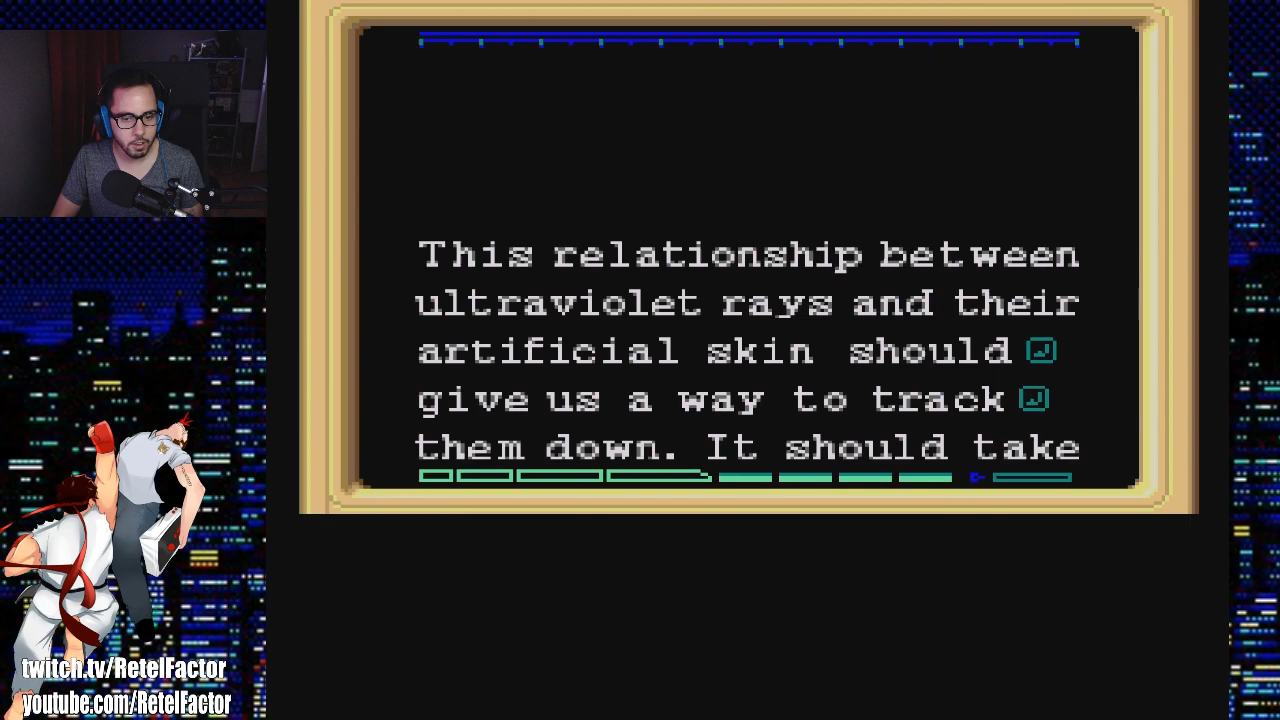 This relationship between
ultraviolet rays and their
artificial skin should
give us a way to track
them down. It should take
twitch.tv/RetelFactor
youtube.com/RetelFactor